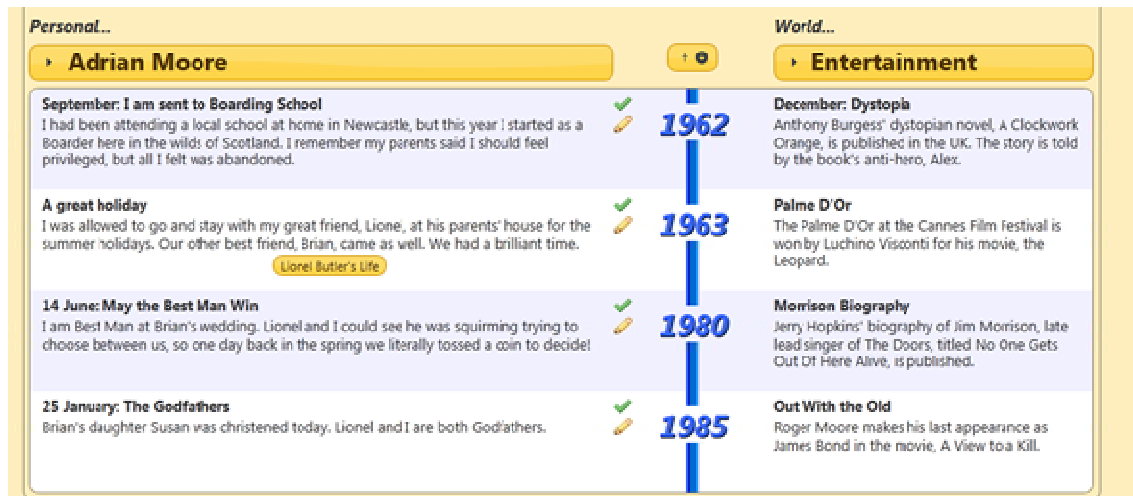 Personal...
World...
Adrian Moore
Entertainment
September: I am sent to Boarding School
I had been attending a local school at home in Newcastle, but this year I started as a
Boarder here in the wilds of Scotland. I remember my parents said I should feel
privileged, but all I felt was abandoned.
1962
December: Dystopia
Anthony Burgess' dystopian novel, A Clockwork
Orange, is published in the UK. The story is told
by the book's anti-hero, Alex.
A great holiday
I was allowed to go and stay with my great friend, Lionel, at his parents' house for the
summer holidays. Our other best friend, Brian, came as well. We had a brilliant time.
Lionel Butler's Life
1963
Palme D'Or
The Palme D'Or at the Cannes Film Festival is
won by Luchino Visconti for his movie, the
Leopard.
14 June: May the Best Man Win
I am Best Man at Brian's wedding. Lionel and I could see he was squirming trying to
choose between us, so one day back in the spring we literally tossed a coin to decide!
1980
Morrison Biography
Jerry Hopkins' biography of Jim Morrison, late
lead singer of The Doors, titled No One Gets
Out Of Here Alive, is published.
25 January: The Godfathers
Brian's daughter Susan was christened today. Lionel and I are both Godfathers.
1985
Out With the Old
Roger Moore makes his last appearance as
James Bond in the movie, A View to a Kill.